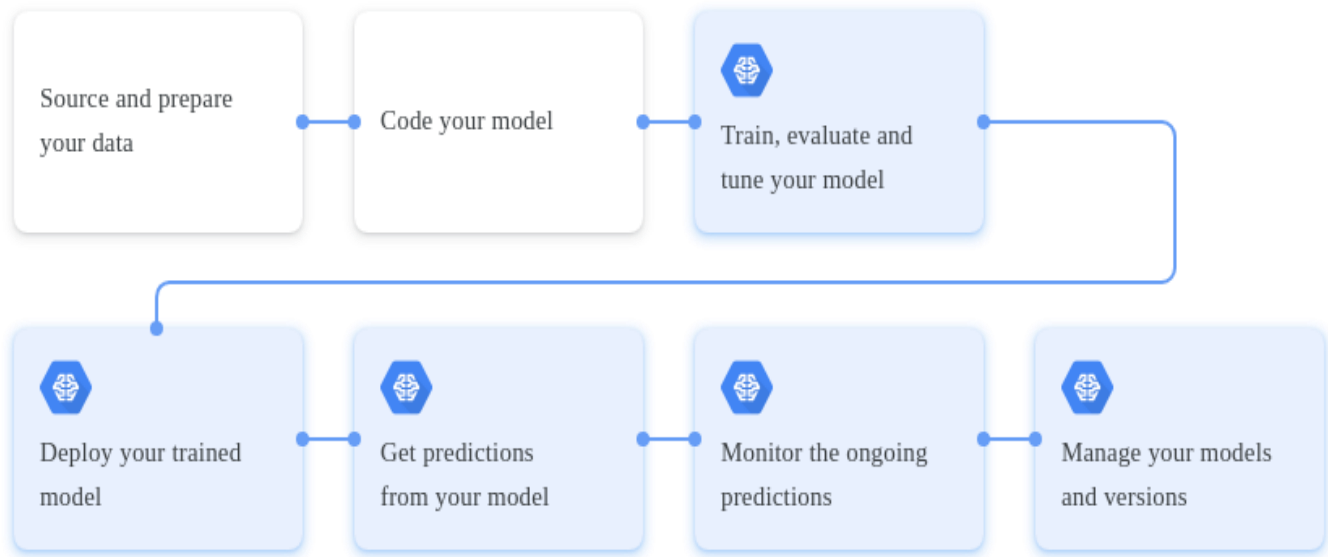 Source and prepare
your data
Code your model
Train, evaluate and
tune your model
Deploy your trained
model
Get predictions
from your model
Monitor the ongoing
predictions
Manage your models
and versions